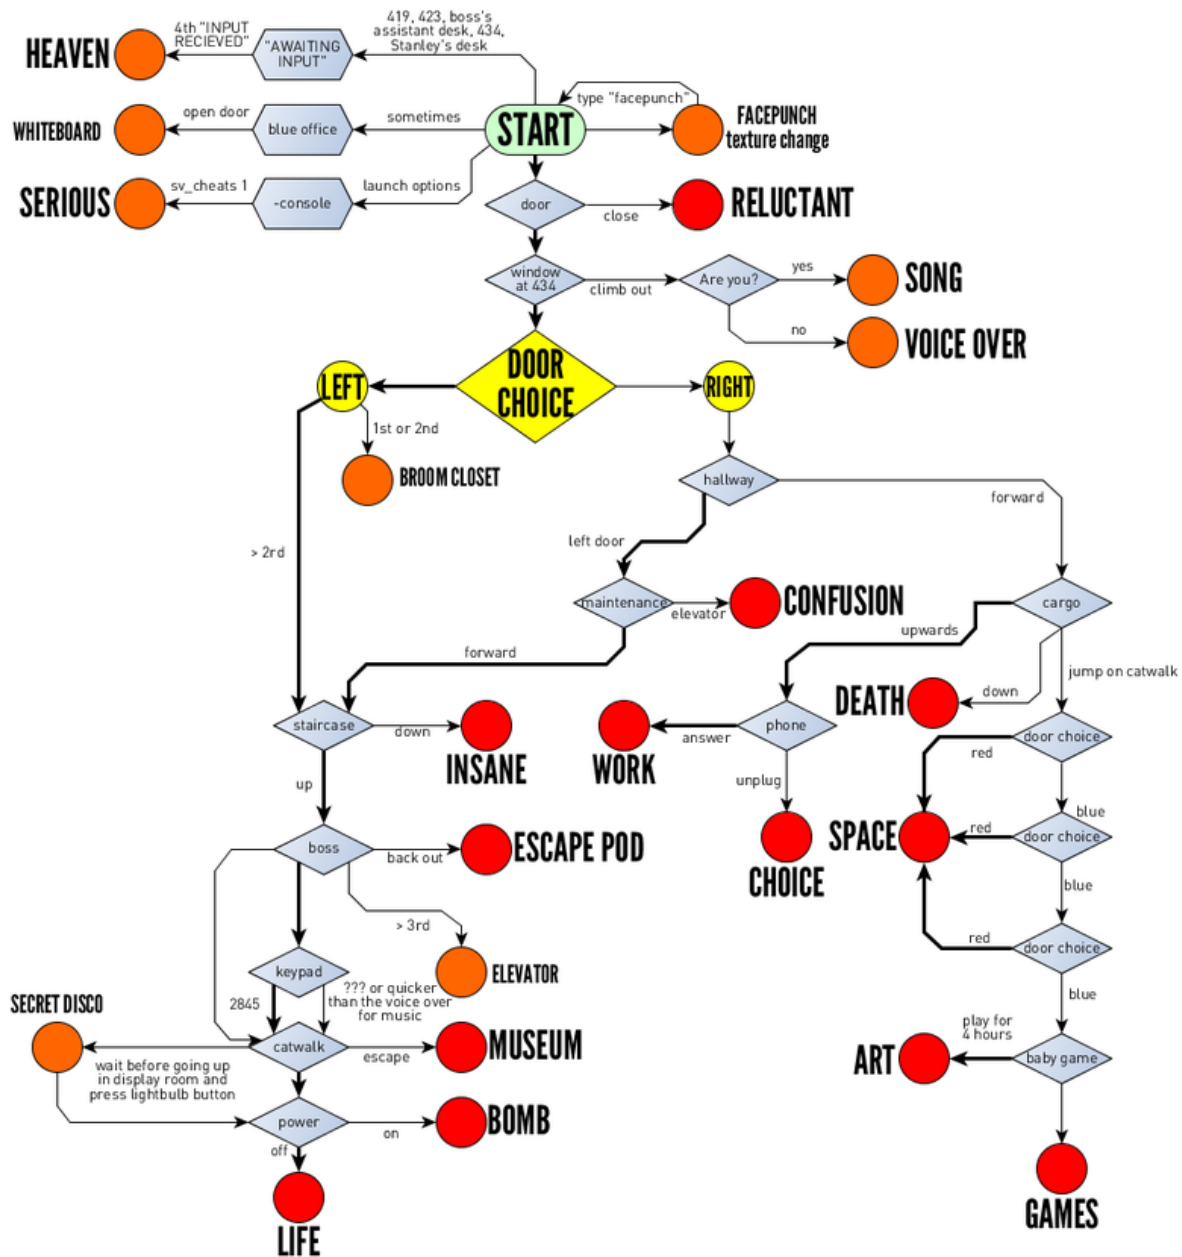 419, 423, boss's
assistant desk, 434,
Stanley's desk
4th "INPUT
RECIEVED"
HEAVEN
"AWAITING
INPUT"
type "facepunch"
open door
sometimes
WHITEBOARD
blue office
START
FACEPUNCH
texture change
sv_cheats 1
launch options
SERIOUS
-console
door
close
RELUCTANT
window
at 434
climb out
Are you?
yes
SONG
no
VOICE OVER
DOOR
CHOICE
LEFT
RIGHT
1st or 2nd
BROOM CLOSET
hallway
forward
left door
> 2rd
maintenance
elevator
CONFUSION
cargo
upwards
forward
jump on catwalk
down
DEATH
staircase
down
INSANE
WORK
answer
phone
door choice
red
up
unplug
blue
boss
back out
ESCAPE POD
CHOICE
SPACE
red
door choice
blue
> 3rd
red
door choice
keypad
ELEVATOR
2845
??? or quicker
than the voice over
for music
blue
SECRET DISCO
catwalk
escape
MUSEUM
play for
4 hours
ART
baby game
wait before going up
in display room and
press lightbulb button
power
on
BOMB
off
LIFE
GAMES